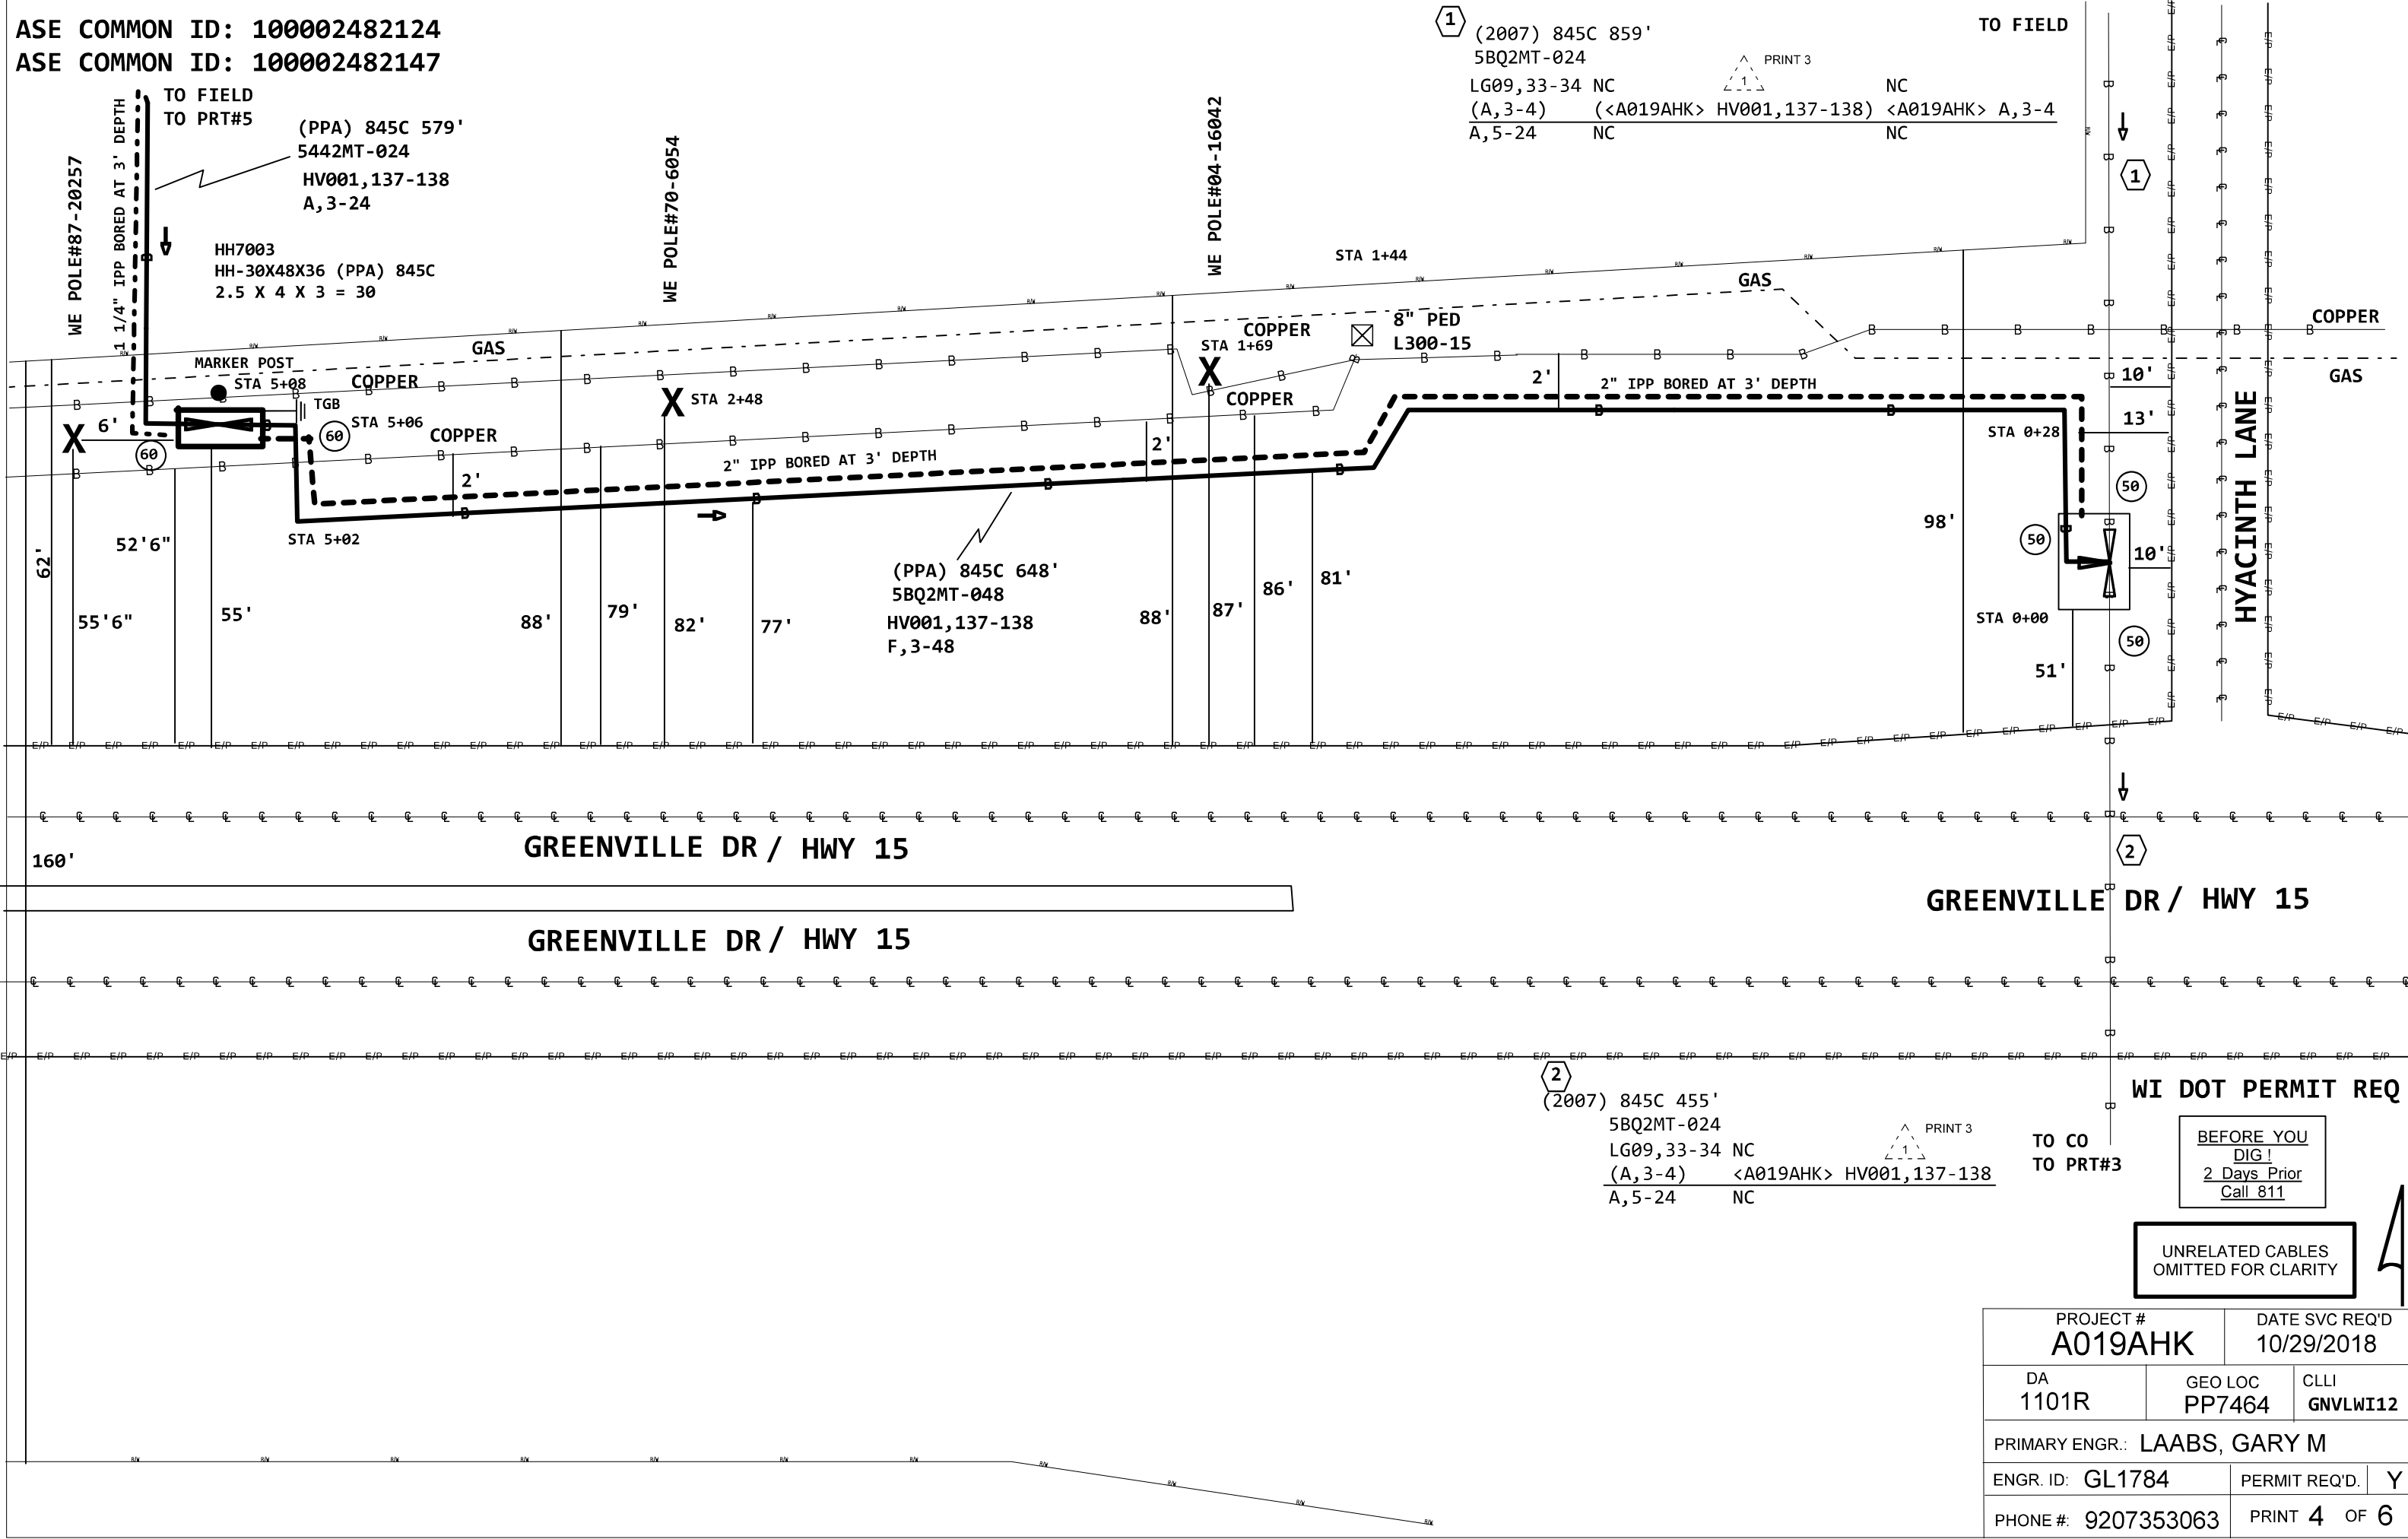 ASE COMMON ID: 100002482124
ASE COMMON ID: 100002482147
TO FIELD
TO PRT#5
(PPA) 845C 579'
5442MT-024
HV001,137-138
A,3-24
1 1/4" IPP BORED AT 3' DEPTH
WE POLE#87-20257
HH7003
HH-30X48X36 (PPA) 845C
2.5 X 4 X 3 = 30
WE POLE#70-6054
WE POLE#04-16042
1
(2007) 845C 859'
5BQ2MT-024
PRINT 3
1
LG09,33-34 NC NC
(A,3-4) (<A019AHK> HV001,137-138) <A019AHK> A,3-4
A,5-24 NC NC
TO FIELD
1
STA 1+44
GAS
GAS
COPPER
8" PED
L300-15
COPPER
STA 1+69
COPPER
COPPER
GAS
MARKER POST
STA 5+08
COPPER
TGB
STA 5+06
60
60
6'
COPPER
STA 2+48
2'
2" IPP BORED AT 3' DEPTH
2'
2" IPP BORED AT 3' DEPTH
2'
10'
13'
STA 0+28
50
50
10'
HYACINTH LANE
STA 0+00
50
51'
98'
STA 5+02
62'
52'6"
55'6"
55'
88'
79'
82'
77'
(PPA) 845C 648'
5BQ2MT-048
HV001,137-138
F,3-48
88'
87'
86'
81'
GREENVILLE DR / HWY 15
160'
2
GREENVILLE DR / HWY 15
GREENVILLE DR / HWY 15
2
(2007) 845C 455'
5BQ2MT-024
PRINT 3
1
LG09,33-34 NC
(A,3-4) <A019AHK> HV001,137-138
A,5-24 NC
TO CO
TO PRT#3
WI DOT PERMIT REQ
BEFORE YOU
DIG !
2 Days Prior
Call 811
UNRELATED CABLES
OMITTED FOR CLARITY
PROJECT #
A019AHK
DATE SVC REQ'D
10/29/2018
DA
1101R
GEO LOC
PP7464
CLLI
GNVLWI12
PRIMARY ENGR.: LAABS, GARY M
ENGR. ID: GL1784
PERMIT REQ'D. Y
PHONE #: 9207353063
PRINT 4 OF 6